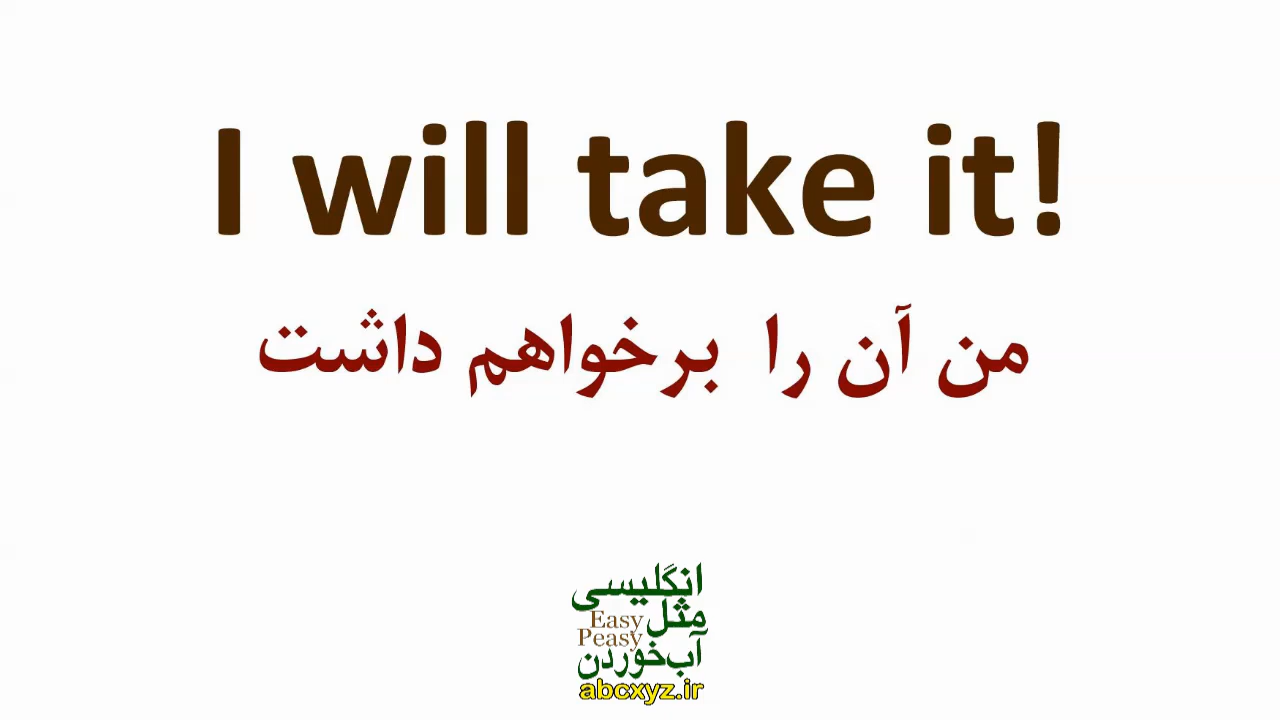 I will take it!
من آن را برخواهم داشت
انگلیسی
مثل Easy
Peasy
آب‌خوردن
abcxyz.ir